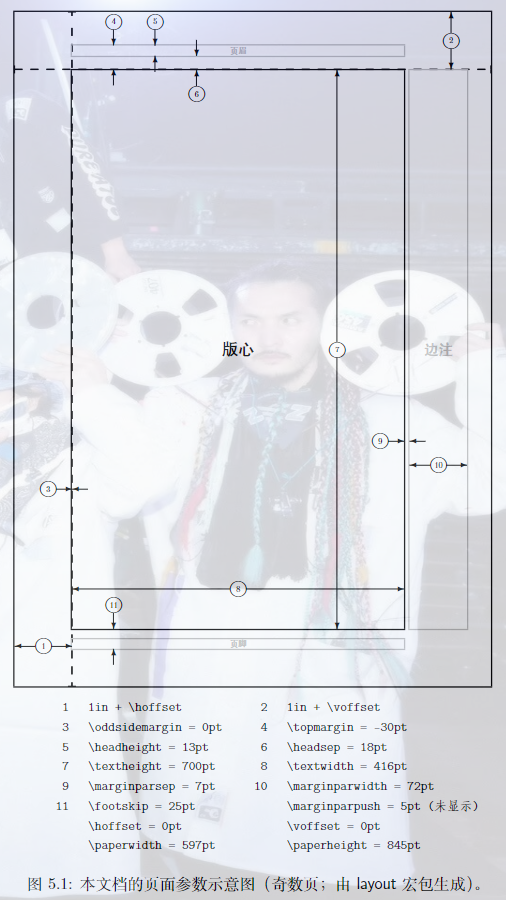 4 5 2
页眉
6
版心 7 边注
9
10
3
8
11
1 页脚
1 1in + \hoffset 2 1in + \voffset
3 \oddsidemargin = 0pt 4 \topmargin = -30pt
5 \headheight = 13pt 6 \headsep = 18pt
7 \textheight = 700pt 8 \textwidth = 416pt
9 \marginparsep = 7pt 10 \marginparwidth = 72pt
11 \footskip = 25pt \marginparpush = 5pt (未显示)
\hoffset = 0pt \voffset = 0pt
\paperwidth = 597pt \paperheight = 845pt
图 5.1: 本文档的页面参数示意图（奇数页；由 layout 宏包生成）。